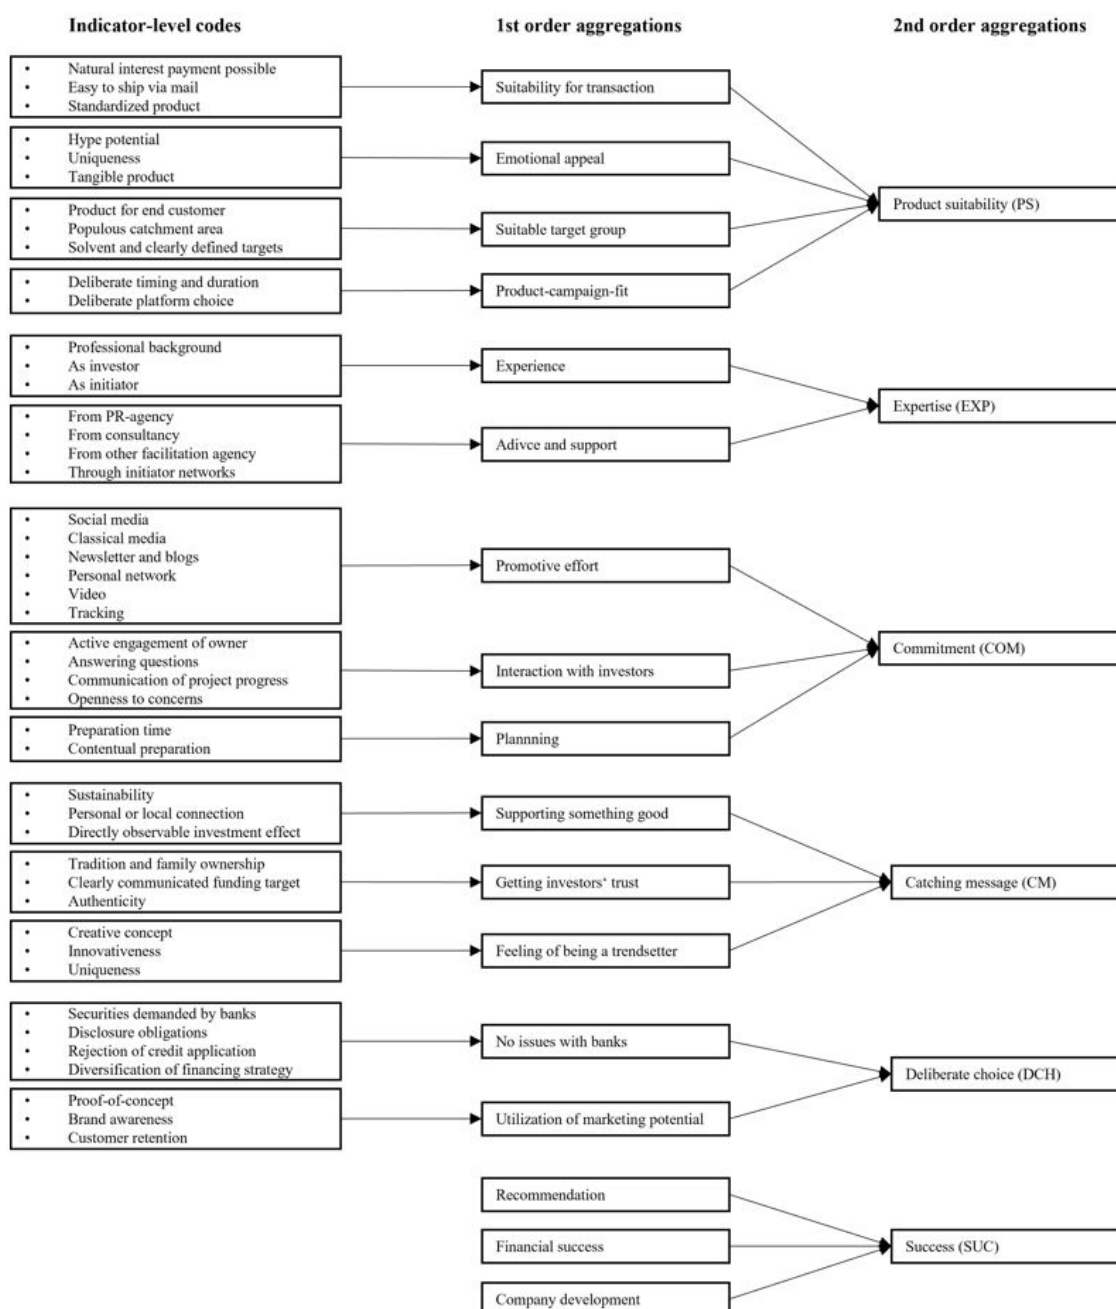 Indicator-level codes
1st order aggregations
2nd order aggregations
• Natural interest payment possible
• Easy to ship via mail
• Standardized product
Suitability for transaction
• Hype potential
• Uniqueness
• Tangible product
Emotional appeal
Product suitability (PS)
• Product for end customer
• Populous catchment area
• Solvent and clearly defined targets
Suitable target group
• Deliberate timing and duration
• Deliberate platform choice
Product-campaign-fit
• Professional background
• As investor
• As initiator
Experience
Expertise (EXP)
• From PR-agency
• From consultancy
• From other facilitation agency
• Through initiator networks
Adivce and support
• Social media
• Classical media
• Newsletter and blogs
• Personal network
• Video
• Tracking
Promotive effort
• Active engagement of owner
• Answering questions
• Communication of project progress
• Openness to concerns
Interaction with investors
Commitment (COM)
• Preparation time
• Contentual preparation
Plannning
• Sustainability
• Personal or local connection
• Directly observable investment effect
Supporting something good
• Tradition and family ownership
• Clearly communicated funding target
• Authenticity
Getting investors‘ trust
Catching message (CM)
• Creative concept
• Innovativeness
• Uniqueness
Feeling of being a trendsetter
• Securities demanded by banks
• Disclosure obligations
• Rejection of credit application
• Diversification of financing strategy
No issues with banks
Deliberate choice (DCH)
• Proof-of-concept
• Brand awareness
• Customer retention
Utilization of marketing potential
Recommendation
Financial success
Success (SUC)
Company development